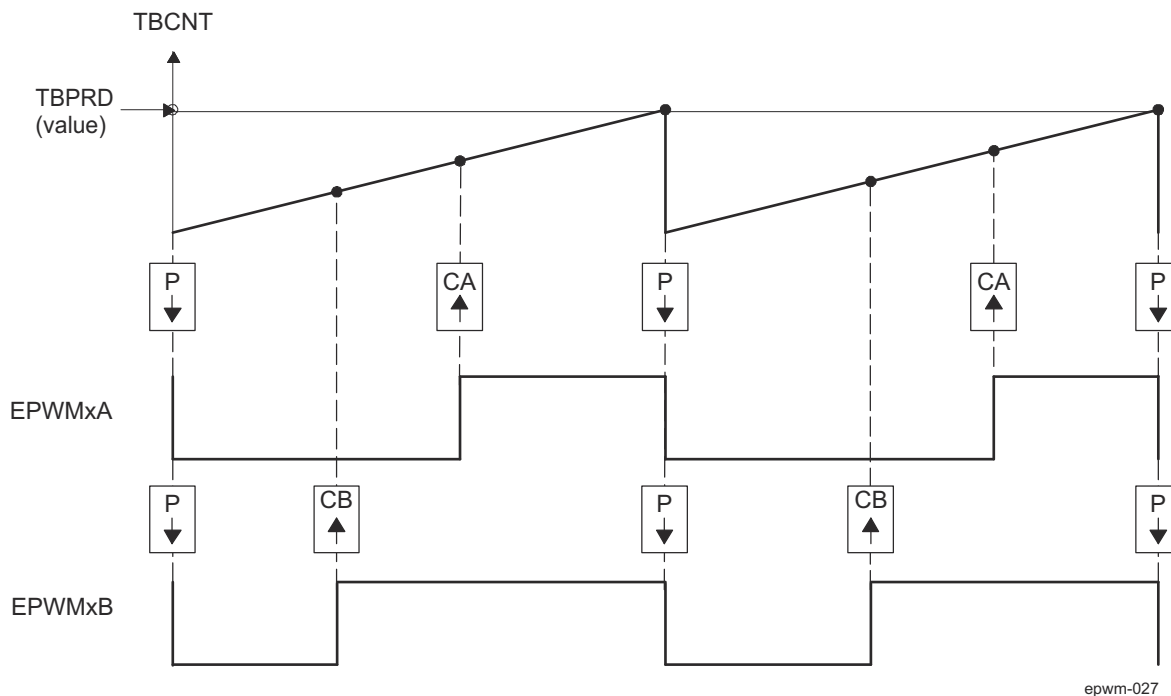 TBCNT
TBPRD
(value)
P
CA
P
CA
P
EPWMxA
P
CB
P
CB
P
EPWMxB
epwm-027